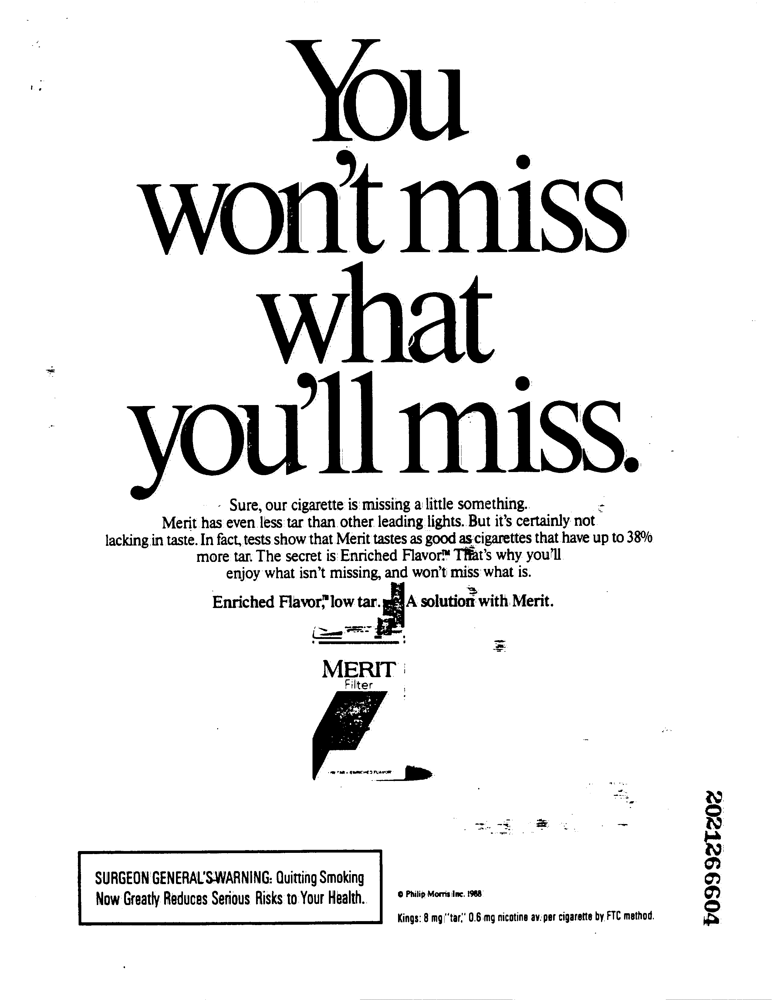 You
won't miss
what
you'll miss.
Sure, our cigarette is missing a little something.
Merit has even less tar than other leading lights. But it's certainly not
lacking in taste. In fact, tests show that Merit tastes as good as cigarettes that have up to 38%
more tar. The secret is Enriched Flavor.™ That's why you'll
enjoy what isn't missing, and won't miss what is.
Enriched Flavor,™ low tar. A solution with Merit.
MERIT
Filter
SURGEON GENERAL'S WARNING: Quitting Smoking
Now Greatly Reduces Serious Risks to Your Health.
© Philip Morris Inc. 1988
Kings: 8 mg "tar," 0.6 mg nicotine av. per cigarette by FTC method.
2021266604